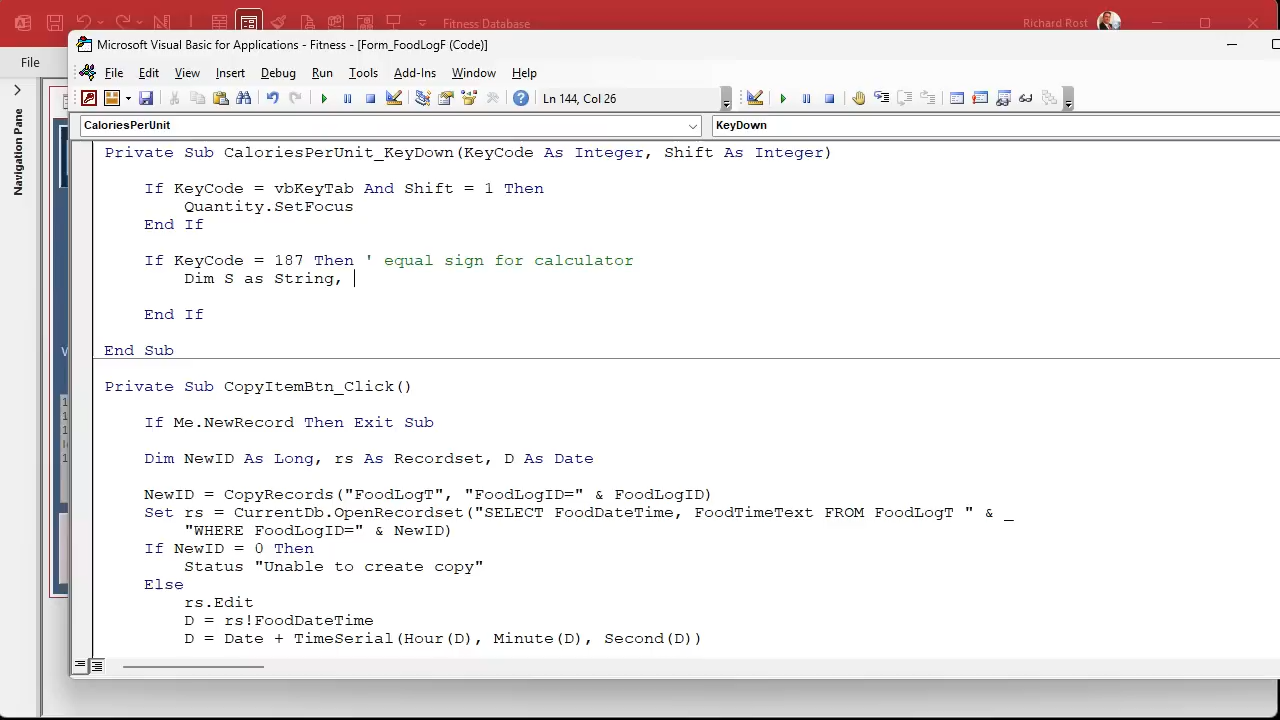 Fitness Database
Richard Rost
Microsoft Visual Basic for Applications - Fitness - [Form_FoodLogF (Code)]
File
File Edit View Insert Debug Run Tools Add-Ins Window Help
Ln 144, Col 26
CaloriesPerUnit
KeyDown
Navigation Pane
Private Sub CaloriesPerUnit_KeyDown(KeyCode As Integer, Shift As Integer)
If KeyCode = vbKeyTab And Shift = 1 Then
Quantity.SetFocus
End If
If KeyCode = 187 Then ' equal sign for calculator
Dim S as String,
End If
End Sub
Private Sub CopyItemBtn_Click()
If Me.NewRecord Then Exit Sub
Dim NewID As Long, rs As Recordset, D As Date
NewID = CopyRecords("FoodLogT", "FoodLogID=" & FoodLogID)
Set rs = CurrentDb.OpenRecordset("SELECT FoodDateTime, FoodTimeText FROM FoodLogT " & _
"WHERE FoodLogID=" & NewID)
If NewID = 0 Then
Status "Unable to create copy"
Else
rs.Edit
D = rs!FoodDateTime
D = Date + TimeSerial(Hour(D), Minute(D), Second(D))